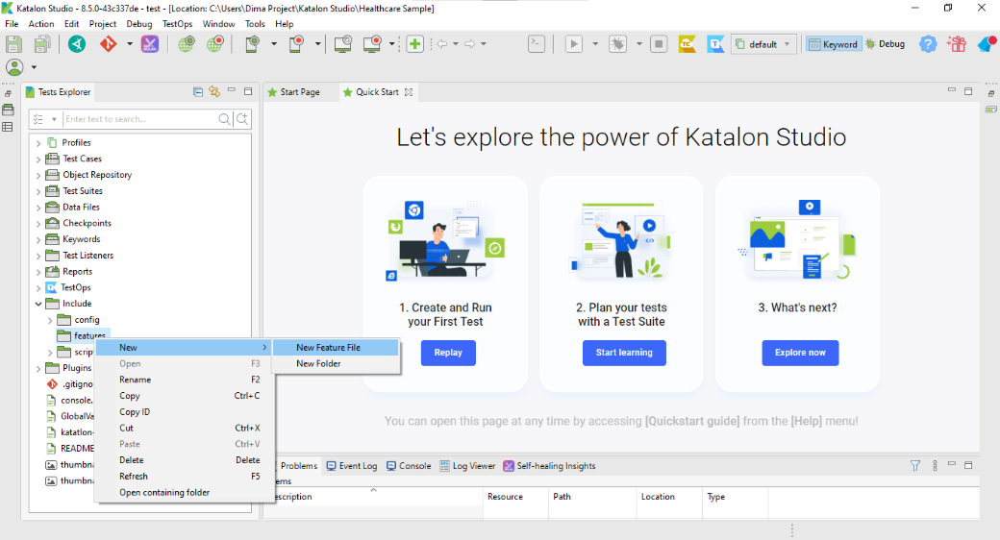 Katalon Studio - 8.5.0-43c337de - test - [Location: C:\Users\Dima Project\Katalon Studio\Healthcare Sample]
File Action Edit Project Debug TestOps Window Tools Help
default Keyword Debug
Tests Explorer
Start Page
Quick Start
Enter text to search...
Profiles
Test Cases
Object Repository
Test Suites
Data Files
Checkpoints
Keywords
Test Listeners
Reports
TestOps
Include
config
features
script
Plugins
.gitigno
console.
GlobalVa
katatlon-
README
thumbna
thumbna
New
Open F3
Rename F2
Copy Ctrl+C
Copy ID
Cut Ctrl+X
Paste Ctrl+V
Delete Delete
Refresh F5
Open containing folder
New Feature File
New Folder
Let's explore the power of Katalon Studio
1. Create and Run
your First Test
Replay
2. Plan your tests
with a Test Suite
Start learning
3. What's next?
Explore now
You can open this page at any time by accessing [Quickstart guide] from the [Help] menu!
Problems Event Log Console Log Viewer Self-healing Insights
ems
escription Resource Path Location Type